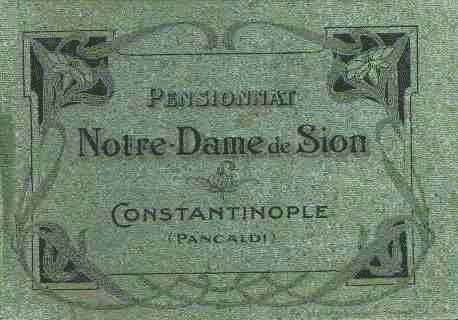 PENSIONNAT
Notre-Dame de Sion
CONSTANTINOPLE
(PANCALDI)